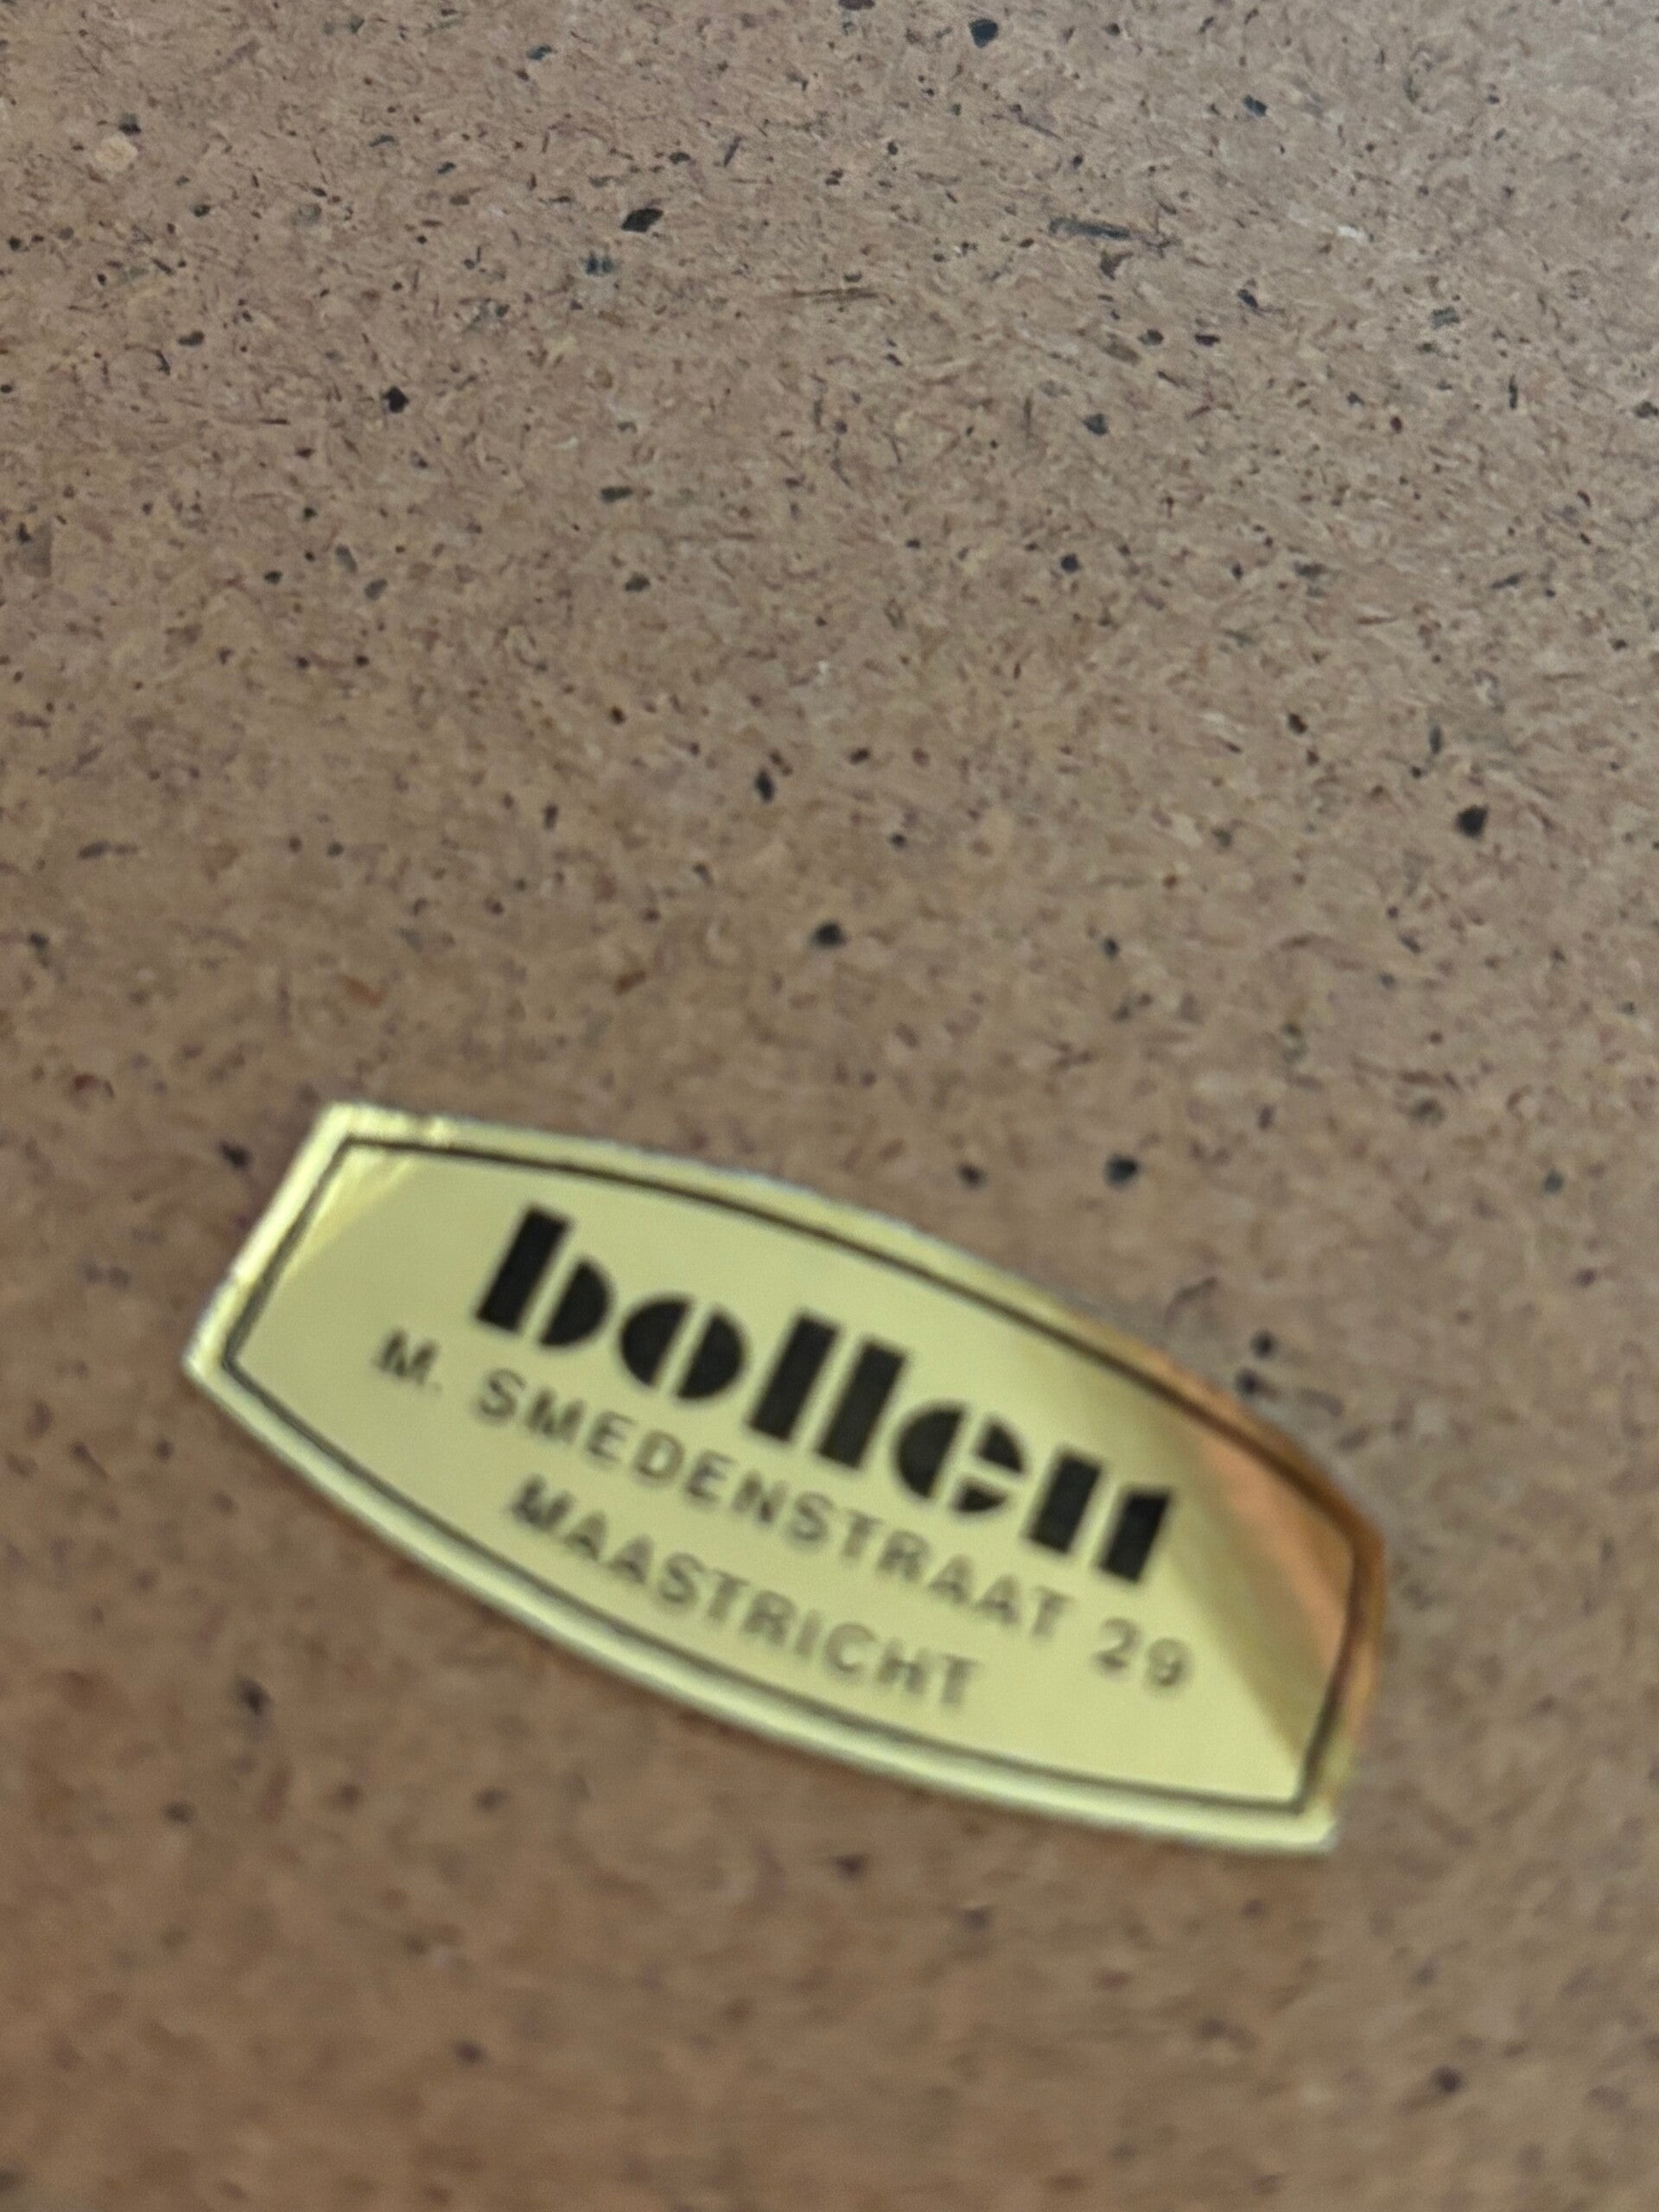 bollen
M. SMEDENSTRAAT 29
MAASTRICHT